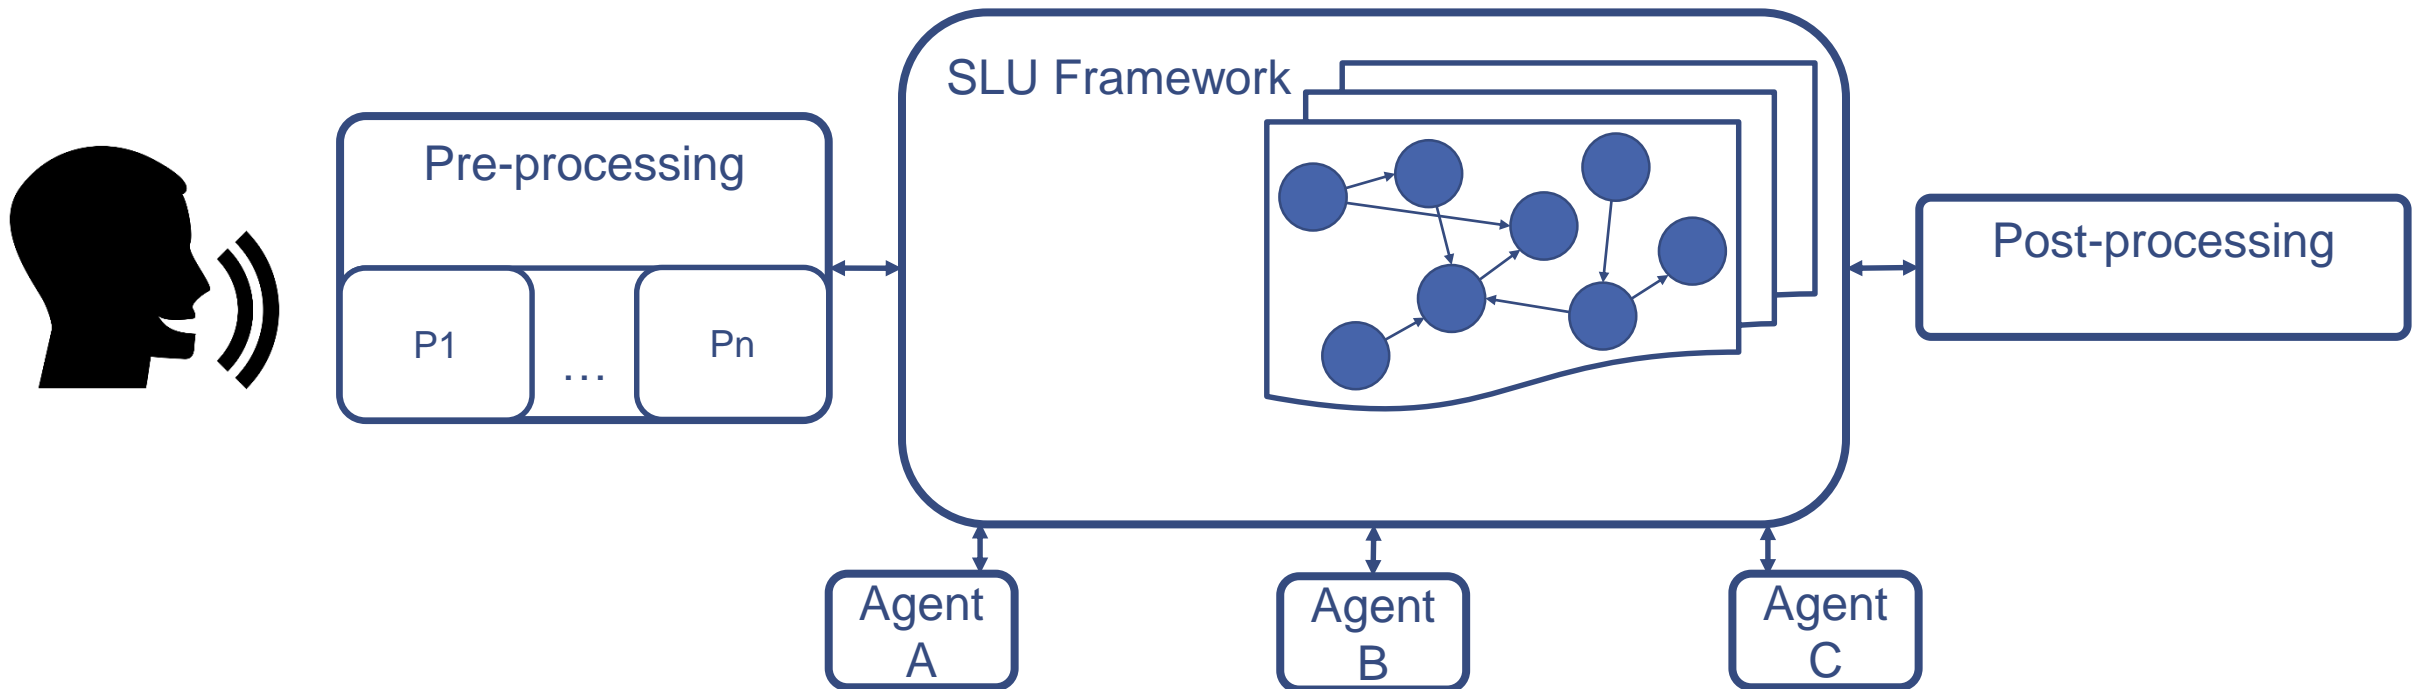 SLU Framework
Pre-processing
P1
...
Pn
Post-processing
Agent
A
Agent
B
Agent
C